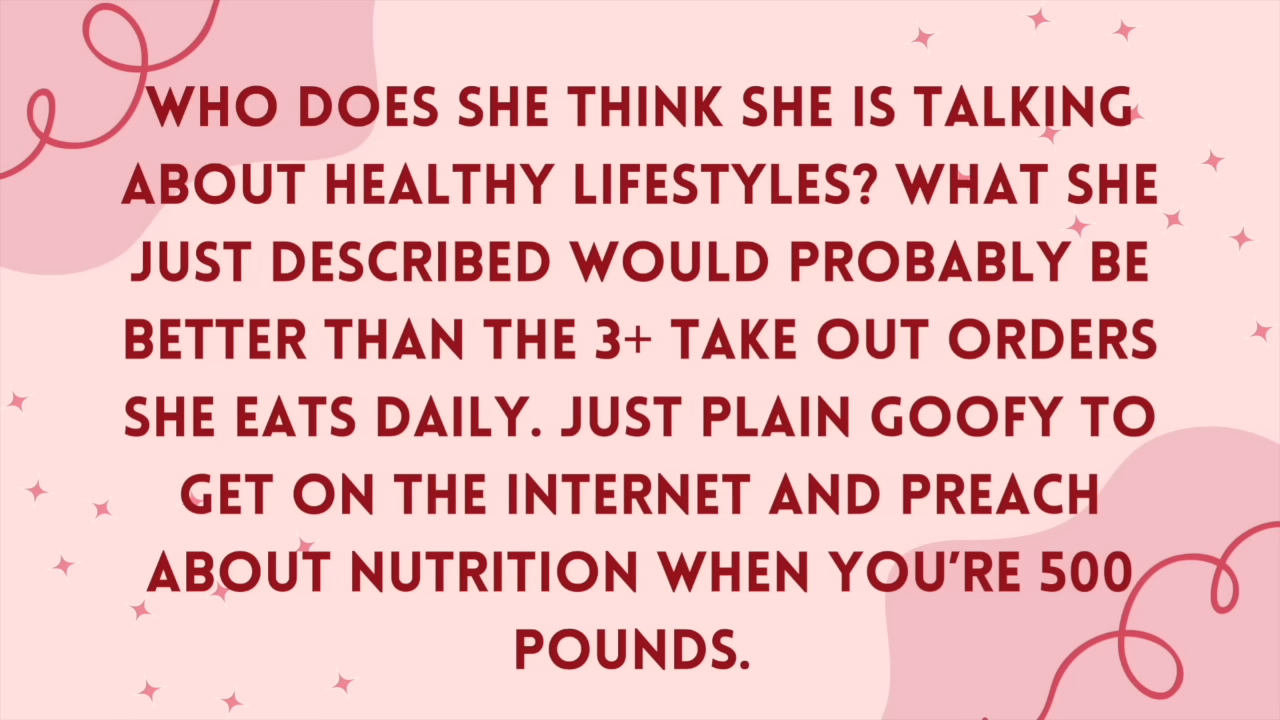 WHO DOES SHE THINK SHE IS TALKING
ABOUT HEALTHY LIFESTYLES? WHAT SHE
JUST DESCRIBED WOULD PROBABLY BE
BETTER THAN THE 3+ TAKE OUT ORDERS
SHE EATS DAILY. JUST PLAIN GOOFY TO
GET ON THE INTERNET AND PREACH
ABOUT NUTRITION WHEN YOU'RE 500
POUNDS.